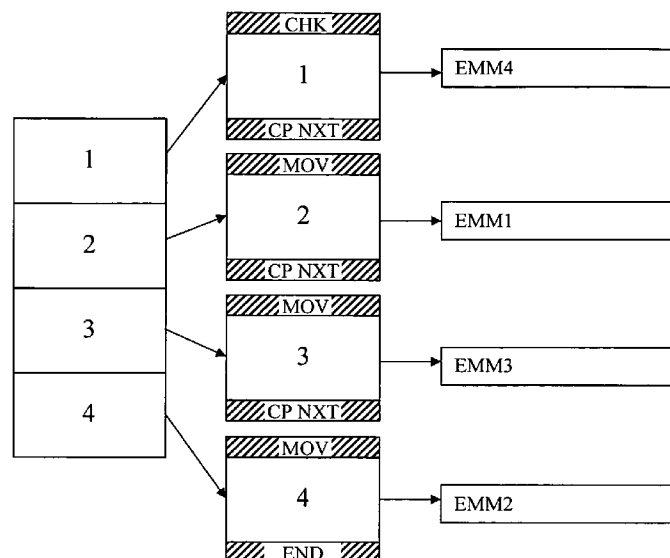 1
2
3
4
CHK
1
CP NXT
MOV
2
CP NXT
MOV
3
CP NXT
MOV
4
END
EMM4
EMM1
EMM3
EMM2